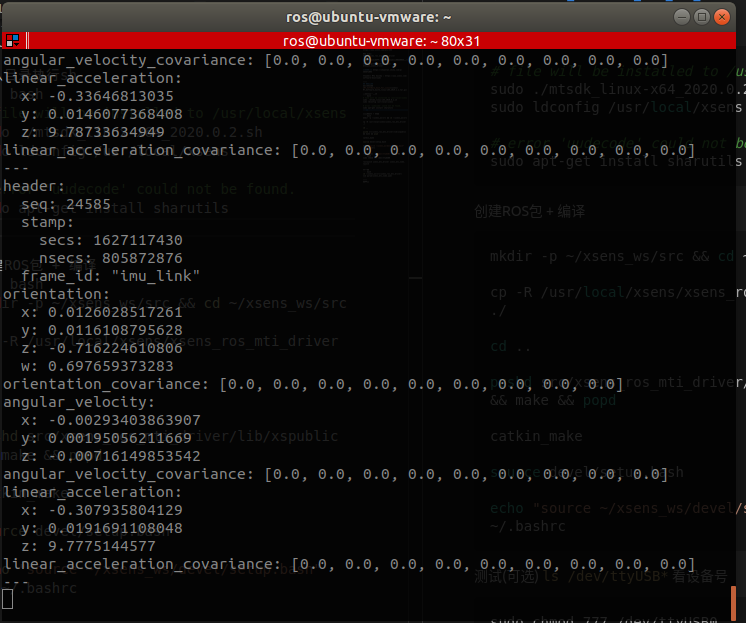 ros@ubuntu-vmware: ~
ros@ubuntu-vmware: ~ 80x31
angular_velocity_covariance: [0.0, 0.0, 0.0, 0.0, 0.0, 0.0, 0.0, 0.0, 0.0]
linear_acceleration:
x: -0.33646813035
y: 0.0146077368408
z: 9.78733634949
linear_acceleration_covariance: [0.0, 0.0, 0.0, 0.0, 0.0, 0.0, 0.0, 0.0, 0.0]
---
header:
seq: 24585
stamp:
secs: 1627117430
nsecs: 805872876
frame_id: "imu_link"
orientation:
x: 0.0126028517261
y: 0.0116108795628
z: -0.716224610806
w: 0.697659373283
orientation_covariance: [0.0, 0.0, 0.0, 0.0, 0.0, 0.0, 0.0, 0.0, 0.0]
angular_velocity:
x: -0.00293403863907
y: 0.00195056211669
z: -0.00716149853542
angular_velocity_covariance: [0.0, 0.0, 0.0, 0.0, 0.0, 0.0, 0.0, 0.0, 0.0]
linear_acceleration:
x: -0.307935804129
y: 0.0191691108048
z: 9.7775144577
linear_acceleration_covariance: [0.0, 0.0, 0.0, 0.0, 0.0, 0.0, 0.0, 0.0, 0.0]
---
sudo ./mtsdk_linux-x64_2020.0.2
sudo ldconfig /usr/local/xsens
sudo apt-get install sharutils
创建ROS包 + 编译
mkdir -p ~/xsens_ws/src && cd ~
cp -R /usr/local/xsens/xsens_ro
./
cd ..
&& make && popd
catkin_make
source devel/setup.bash
echo "source ~/xsens_ws/devel/s
~/.bashrc
测试(可选) ls /dev/ttyUSB* 看设备号